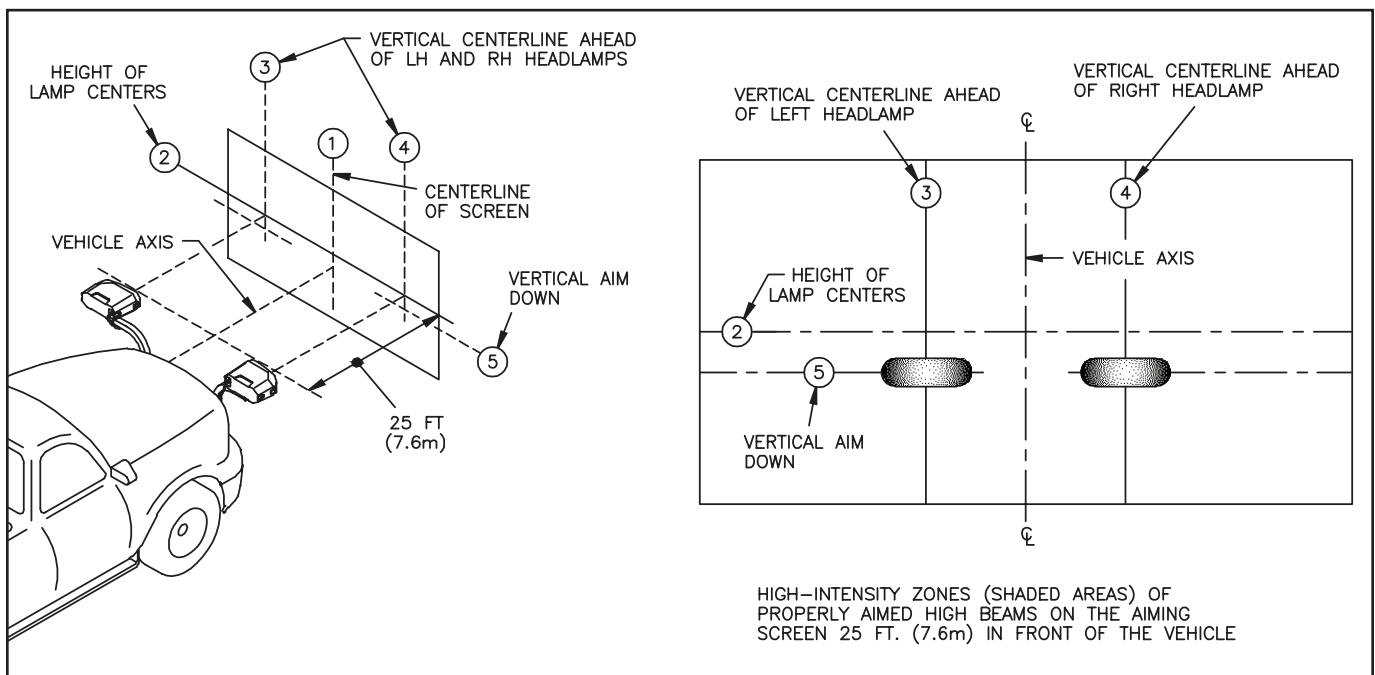 VERTICAL CENTERLINE AHEAD
OF LH AND RH HEADLAMPS
3
HEIGHT OF
LAMP CENTERS
2
1
4
CENTERLINE
OF SCREEN
VEHICLE AXIS
VERTICAL AIM
DOWN
5
25 FT
(7.6m)
VERTICAL CENTERLINE AHEAD
OF LEFT HEADLAMP
VERTICAL CENTERLINE AHEAD
OF RIGHT HEADLAMP
℄
3
4
VEHICLE AXIS
HEIGHT OF
LAMP CENTERS
2
5
VERTICAL AIM
DOWN
℄
HIGH-INTENSITY ZONES (SHADED AREAS) OF
PROPERLY AIMED HIGH BEAMS ON THE AIMING
SCREEN 25 FT. (7.6m) IN FRONT OF THE VEHICLE